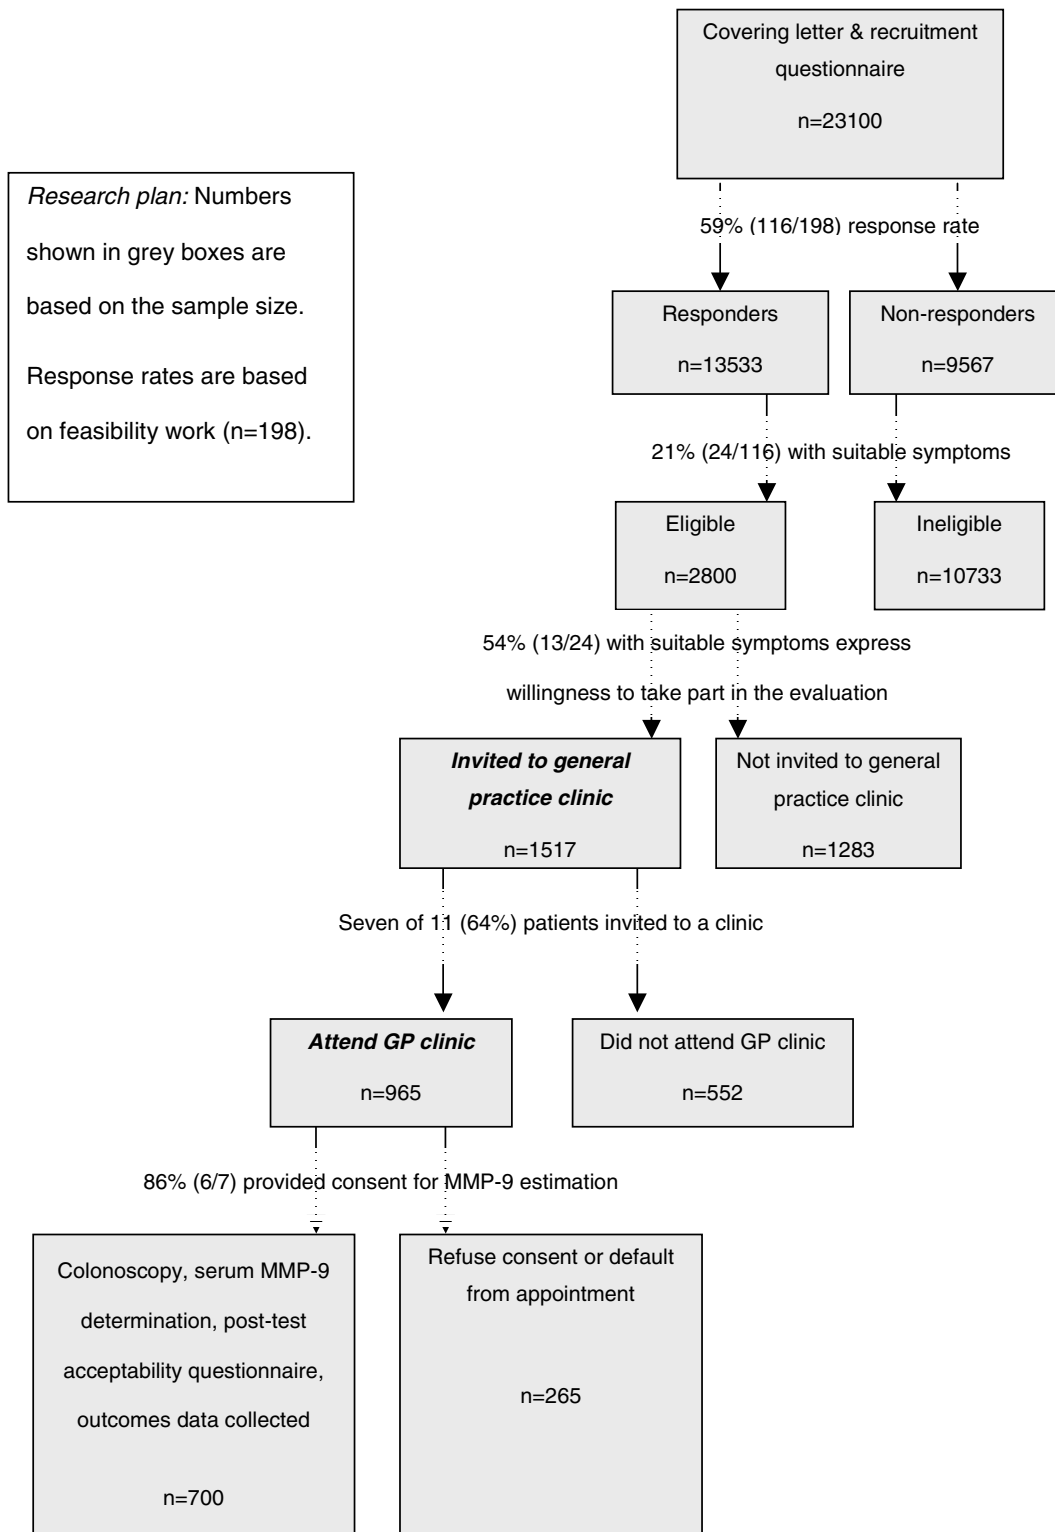 Covering letter & recruitment
questionnaire
n=23100
Research plan: Numbers
shown in grey boxes are
based on the sample size.
Response rates are based
on feasibility work (n=198).
59% (116/198) response rate
Responders
n=13533
Non-responders
n=9567
21% (24/116) with suitable symptoms
Eligible
n=2800
Ineligible
n=10733
54% (13/24) with suitable symptoms express
willingness to take part in the evaluation
Invited to general
practice clinic
n=1517
Not invited to general
practice clinic
n=1283
Seven of 11 (64%) patients invited to a clinic
Attend GP clinic
n=965
Did not attend GP clinic
n=552
86% (6/7) provided consent for MMP-9 estimation
Colonoscopy, serum MMP-9
determination, post-test
acceptability questionnaire,
outcomes data collected
n=700
Refuse consent or default
from appointment
n=265